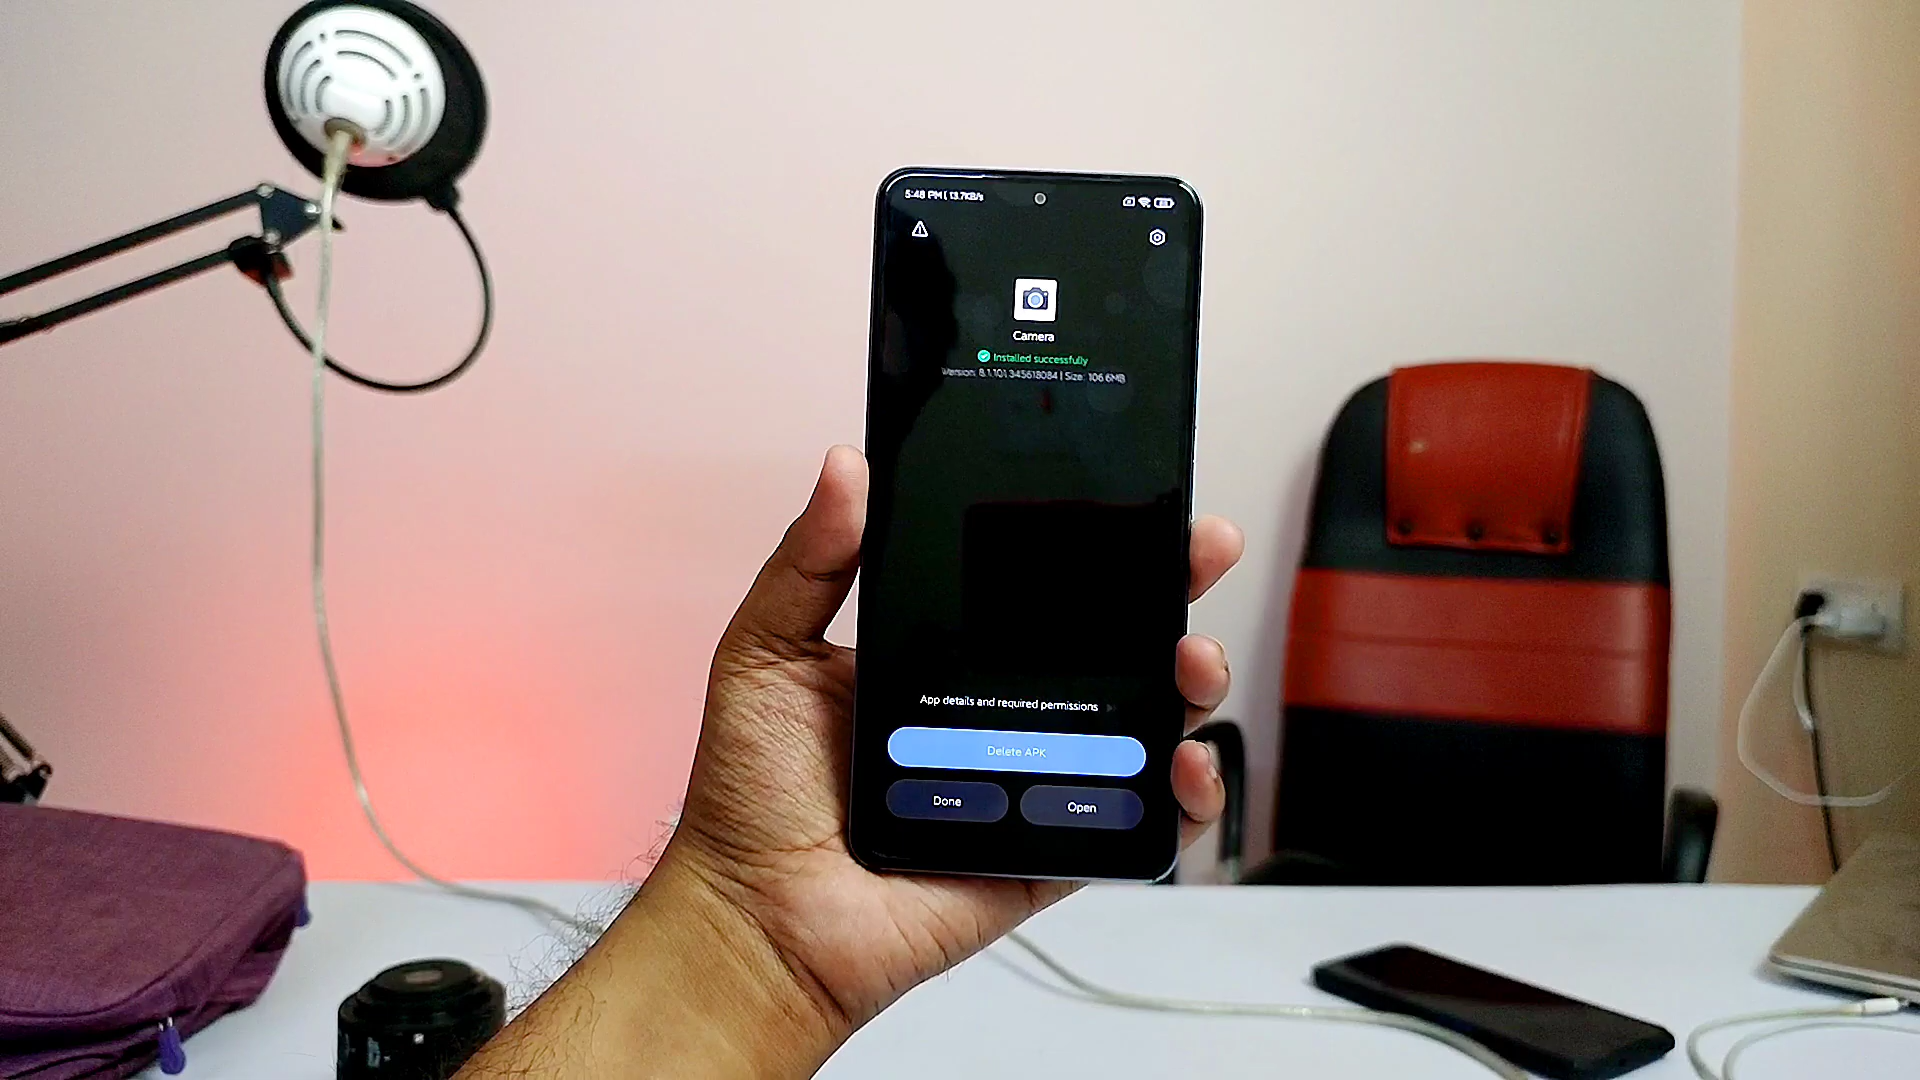 5:48 PM | 13.7KB/s
Camera
Installed successfully
Version: 8.1.101.345618084 | Size: 106.6MB
App details and required permissions
Delete APK
Done
Open